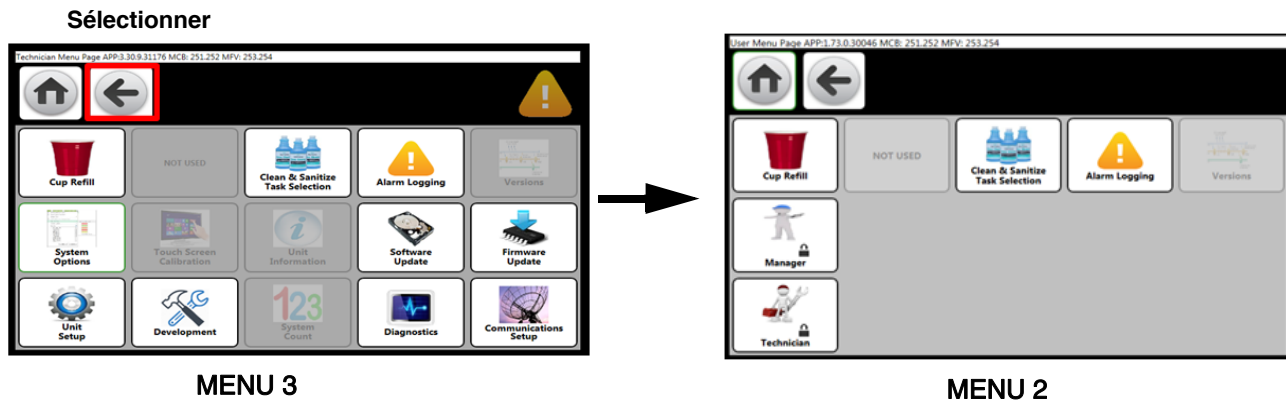 Sélectionner
Technician Menu Page APP:3.30.9.31176 MCB: 251.252 MFV: 253.254
Cup Refill
NOT USED
Clean & Sanitize
Task Selection
Alarm Logging
Versions
System
Options
Touch Screen
Calibration
Unit
Information
Software
Update
Firmware
Update
Unit
Setup
Development
123
System
Count
Diagnostics
Communications
Setup
MENU 3
User Menu Page APP:1.73.0.30046 MCB: 251.252 MFV: 253.254
Cup Refill
NOT USED
Clean & Sanitize
Task Selection
Alarm Logging
Versions
Manager
Technician
MENU 2